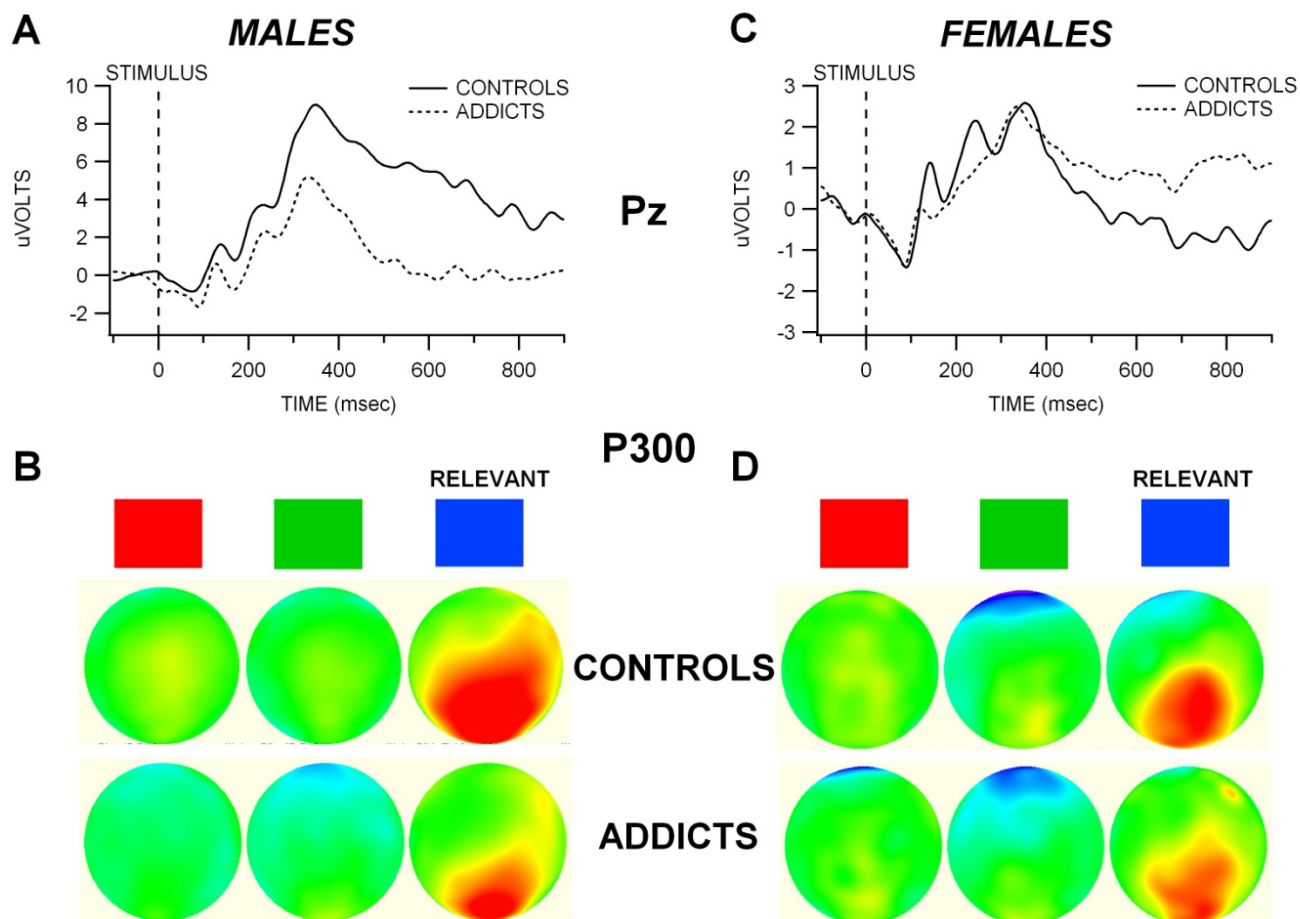 A
MALES
STIMULUS
CONTROLS
ADDICTS
10
8
6
4
2
0
-2
uVOLTS
0
200
400
600
800
TIME (msec)
Pz
C
FEMALES
STIMULUS
CONTROLS
ADDICTS
3
2
1
0
-1
-2
-3
uVOLTS
0
200
400
600
800
TIME (msec)
P300
B
RELEVANT
D
RELEVANT
CONTROLS
ADDICTS